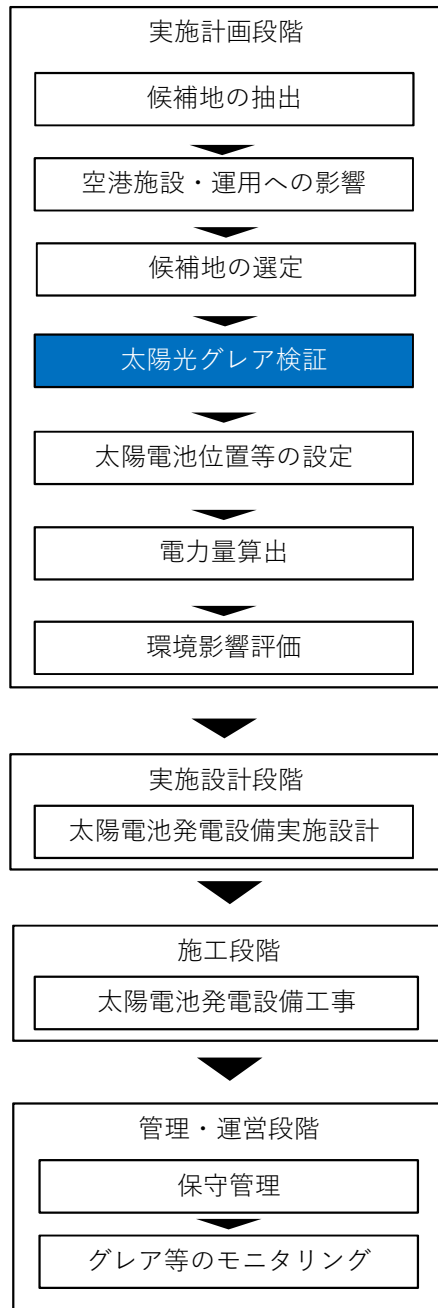 実施計画段階
候補地の抽出
空港施設・運用への影響
候補地の選定
太陽光グレア検証
太陽電池位置等の設定
電力量算出
環境影響評価
実施設計段階
太陽電池発電設備実施設計
施工段階
太陽電池発電設備工事
管理・運営段階
保守管理
グレア等のモニタリング